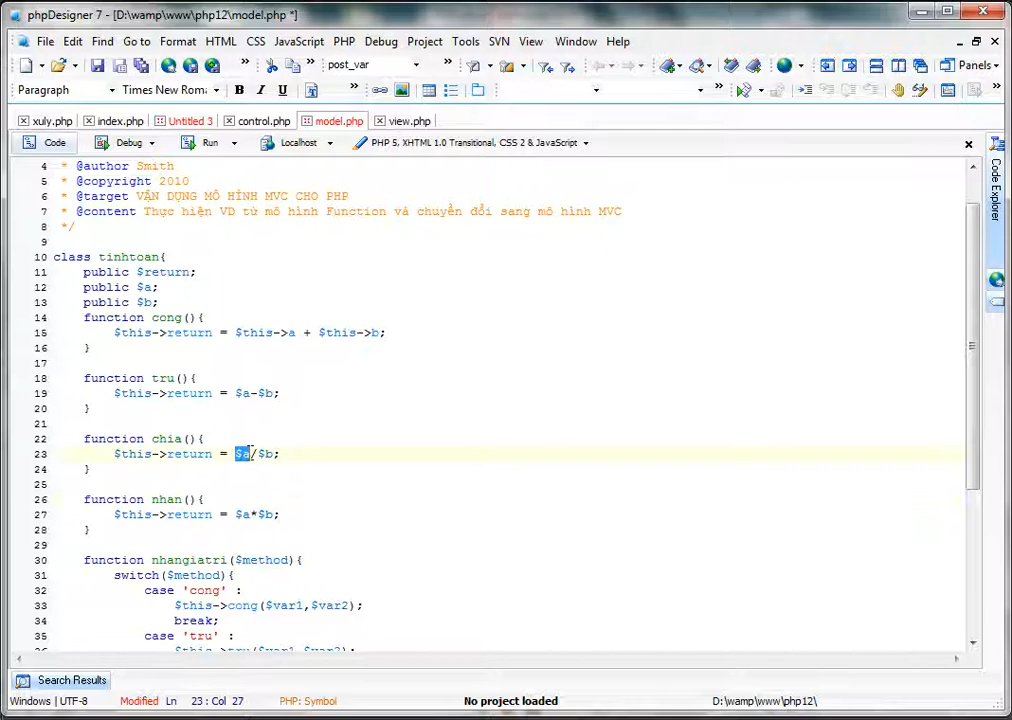 phpDesigner 7 - [D:\wamp\www\php12\model.php *]
File Edit Find Go to Format HTML CSS JavaScript PHP Debug Project Tools SVN View Window Help
post_var
Panels
Paragraph Times New Roma B I U
xuly.php index.php Untitled 3 control.php model.php view.php
Code Debug Run Localhost PHP 5, XHTML 1.0 Transitional, CSS 2 & JavaScript
Code Explorer
4 * @author Smith
5 * @copyright 2010
6 * @target VẬN DỤNG MÔ HÌNH MVC CHO PHP
7 * @content Thực hiện VD từ mô hình Function và chuyển đổi sang mô hình MVC
8 */
9
10 class tinhtoan{
11 public $return;
12 public $a;
13 public $b;
14 function cong(){
15 $this->return = $this->a + $this->b;
16 }
17
18 function tru(){
19 $this->return = $a-$b;
20 }
21
22 function chia(){
23 $this->return = $a/$b;
24 }
25
26 function nhan(){
27 $this->return = $a*$b;
28 }
29
30 function nhangiatri($method){
31 switch($method){
32 case 'cong' :
33 $this->cong($var1,$var2);
34 break;
35 case 'tru' :
36 $this->tru($var1,$var2);
Search Results
Windows | UTF-8 Modified Ln 23 : Col 27 PHP: Symbol No project loaded D:\wamp\www\php12\